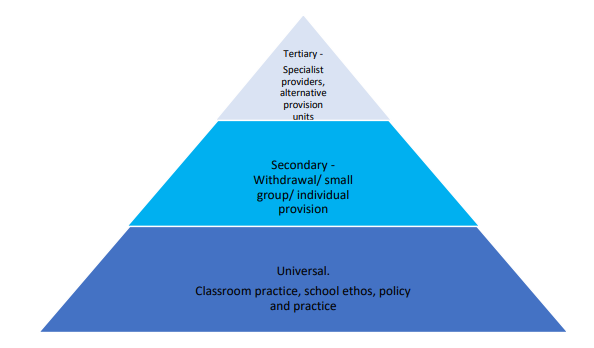 Tertiary -
Specialist
providers,
alternative
provision
units
Secondary -
Withdrawal/ small
group/ individual
provision
Universal.
Classroom practice, school ethos, policy
and practice